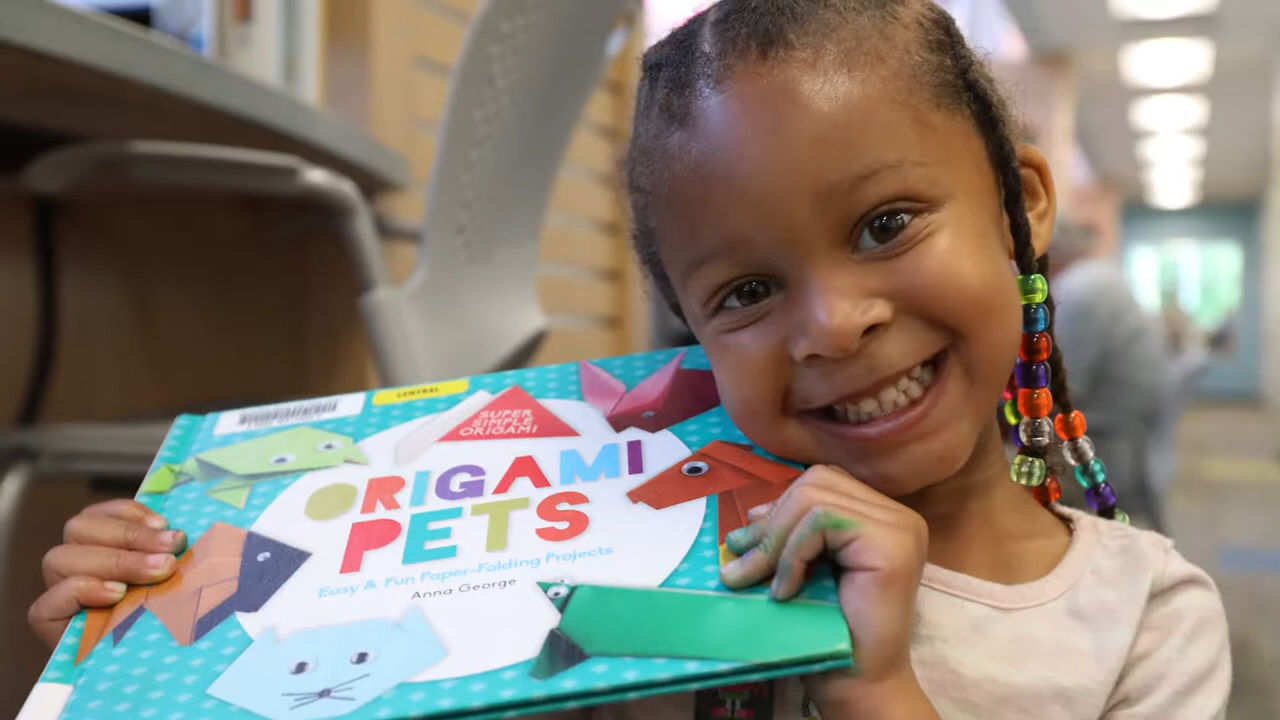 CENTRAL
SUPER
SIMPLE
ORIGAMI
ORIGAMI
PETS
Easy & Fun Paper-Folding Projects
Anna George